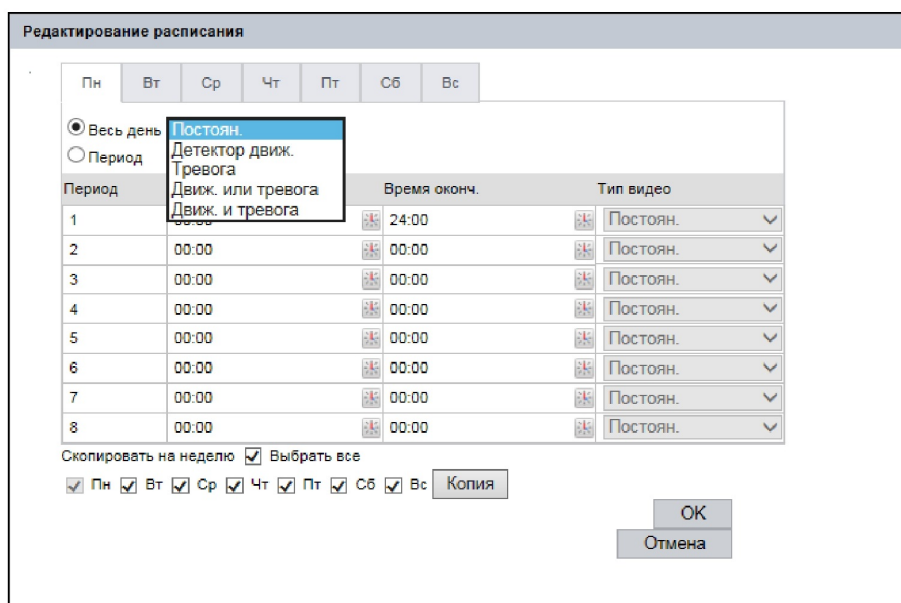 Редактирование расписания
Пн Вт Ср Чт Пт Сб Вс
Весь день Постоян.
Детектор движ.
Период
Тревога
Период Движ. или тревога Время оконч. Тип видео
Движ. и тревога
1 00:00 24:00 Постоян.
2 00:00 00:00 Постоян.
3 00:00 00:00 Постоян.
4 00:00 00:00 Постоян.
5 00:00 00:00 Постоян.
6 00:00 00:00 Постоян.
7 00:00 00:00 Постоян.
8 00:00 00:00 Постоян.
Скопировать на неделю Выбрать все
Пн Вт Ср Чт Пт Сб Вс Копия
OK
Отмена